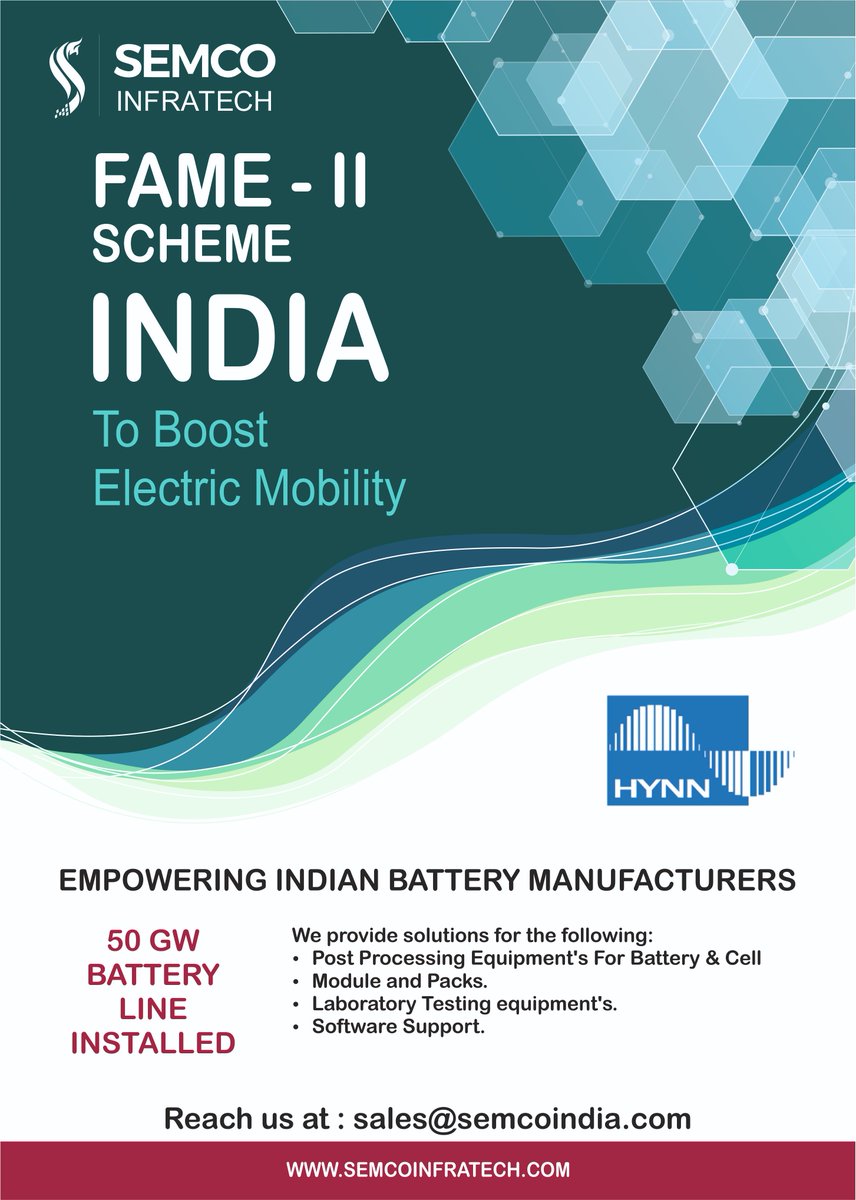 SEMCO
INFRATECH
FAME - II
SCHEME
INDIA
To Boost
Electric Mobility
HYNN
EMPOWERING INDIAN BATTERY MANUFACTURERS
50 GW
BATTERY
LINE
INSTALLED
We provide solutions for the following:
• Post Processing Equipment's For Battery & Cell
• Module and Packs.
• Laboratory Testing equipment's.
• Software Support.
Reach us at : sales@semcoindia.com
WWW.SEMCOINFRATECH.COM